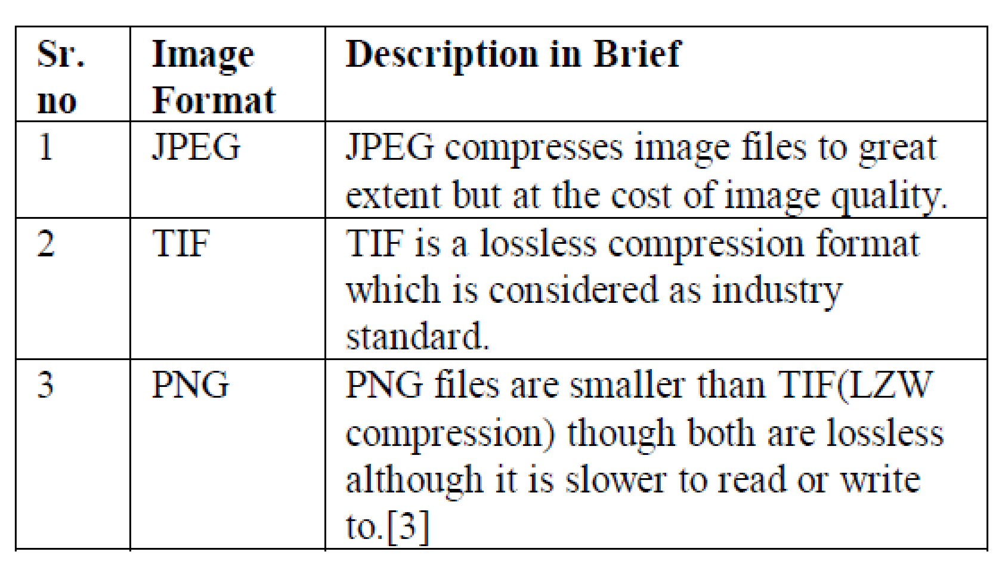 Sr. Image Description in Brief
no Format
1 JPEG JPEG compresses image files to great
extent but at the cost of image quality.
2 TIF TIF is a lossless compression format
which is considered as industry
standard.
3 PNG PNG files are smaller than TIF(LZW
compression) though both are lossless
although it is slower to read or write
to.[3]